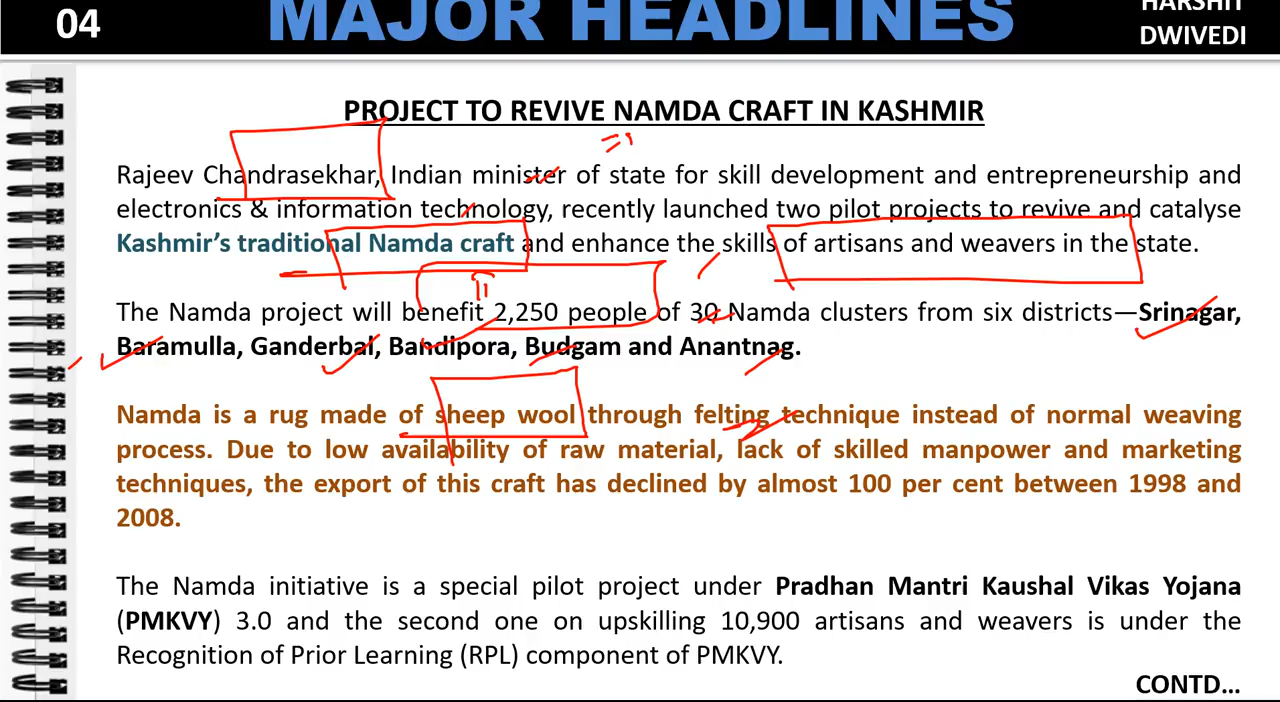 04
MAJOR HEADLINES
HARSHIT
DWIVEDI
PROJECT TO REVIVE NAMDA CRAFT IN KASHMIR
Rajeev Chandrasekhar, Indian minister of state for skill development and entrepreneurship and
electronics & information technology, recently launched two pilot projects to revive and catalyse
Kashmir's traditional Namda craft and enhance the skills of artisans and weavers in the state.
The Namda project will benefit 2,250 people of 30 Namda clusters from six districts—Srinagar,
Baramulla, Ganderbal, Bandipora, Budgam and Anantnag.
Namda is a rug made of sheep wool through felting technique instead of normal weaving
process. Due to low availability of raw material, lack of skilled manpower and marketing
techniques, the export of this craft has declined by almost 100 per cent between 1998 and
2008.
The Namda initiative is a special pilot project under Pradhan Mantri Kaushal Vikas Yojana
(PMKVY) 3.0 and the second one on upskilling 10,900 artisans and weavers is under the
Recognition of Prior Learning (RPL) component of PMKVY.
CONTD...